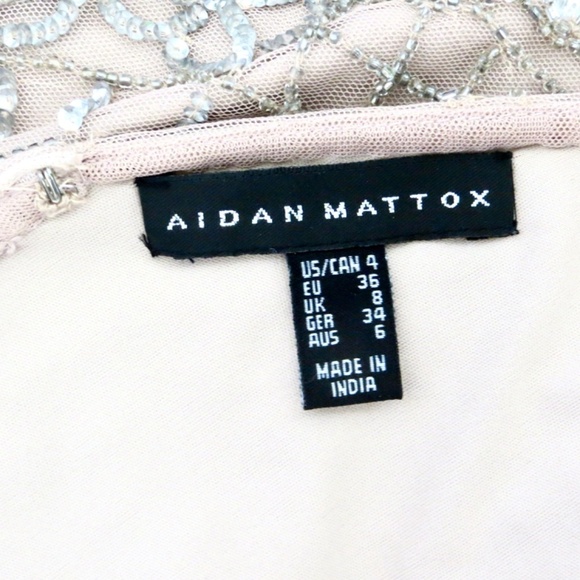 AIDAN MATTOX
US/CAN 4
EU 36
UK 8
GER 34
AUS 6
MADE IN
INDIA